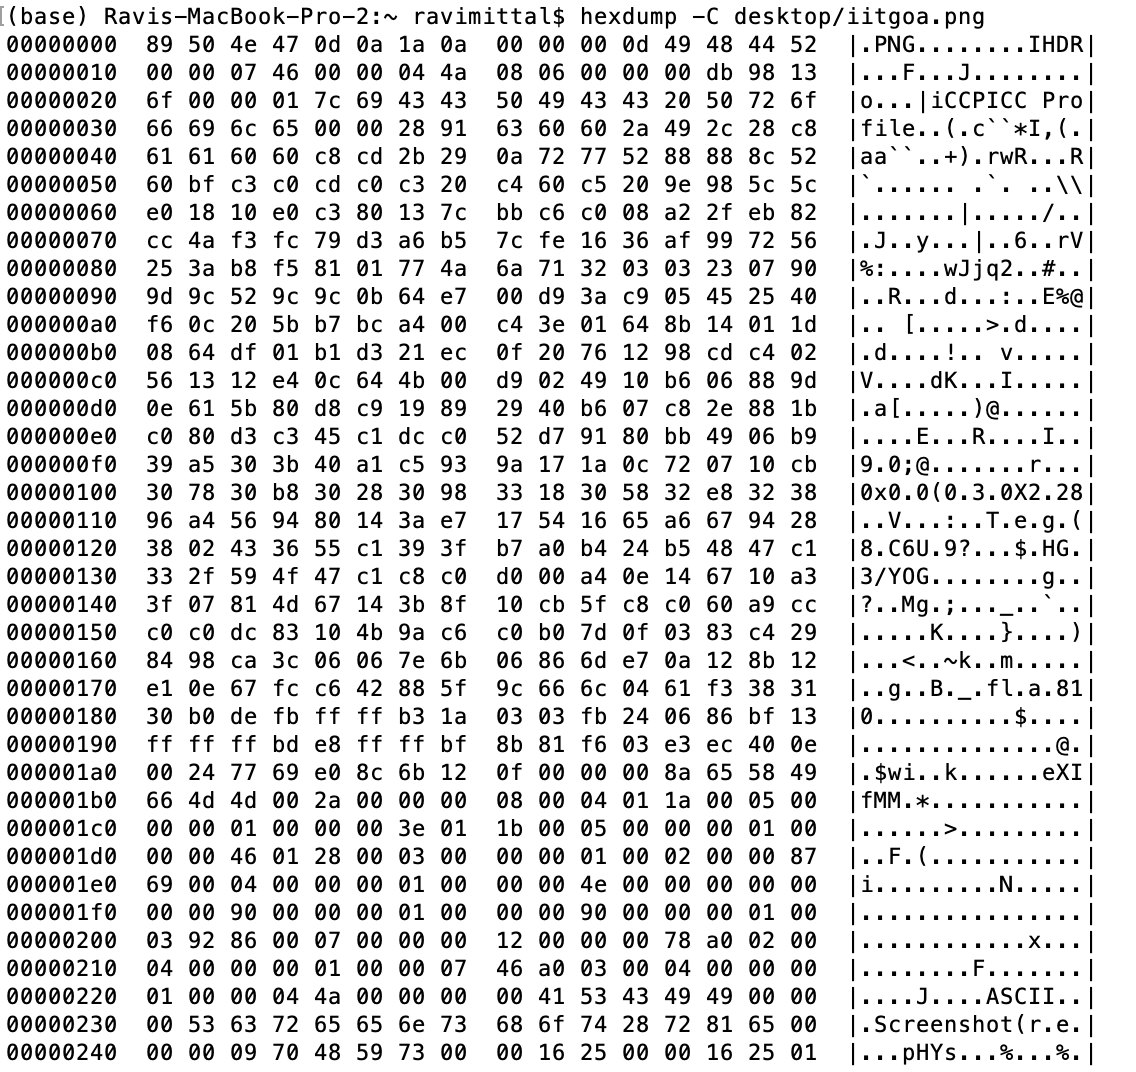 [(base) Ravis-MacBook-Pro-2:~ ravimittal$ hexdump -C desktop/iitgoa.png
00000000  89 50 4e 47 0d 0a 1a 0a  00 00 00 0d 49 48 44 52  |.PNG........IHDR|
00000010  00 00 07 46 00 00 04 4a  08 06 00 00 00 db 98 13  |...F...J........|
00000020  6f 00 00 01 7c 69 43 43  50 49 43 43 20 50 72 6f  |o...|iCCPICC Pro|
00000030  66 69 6c 65 00 00 28 91  63 60 60 2a 49 2c 28 c8  |file..(.c``*I,(.|
00000040  61 61 60 60 c8 cd 2b 29  0a 72 77 52 88 88 8c 52  |aa``..+).rwR...R|
00000050  60 bf c3 c0 cd c0 c3 20  c4 60 c5 20 9e 98 5c 5c  |`...... .`. ..\\|
00000060  e0 18 10 e0 c3 80 13 7c  bb c6 c0 08 a2 2f eb 82  |.......|...../..|
00000070  cc 4a f3 fc 79 d3 a6 b5  7c fe 16 36 af 99 72 56  |.J..y...|..6..rV|
00000080  25 3a b8 f5 81 01 77 4a  6a 71 32 03 03 23 07 90  |%:....wJjq2..#..|
00000090  9d 9c 52 9c 9c 0b 64 e7  00 d9 3a c9 05 45 25 40  |..R...d...:..E%@|
000000a0  f6 0c 20 5b b7 bc a4 00  c4 3e 01 64 8b 14 01 1d  |.. [.....>.d....|
000000b0  08 64 df 01 b1 d3 21 ec  0f 20 76 12 98 cd c4 02  |.d....!.. v.....|
000000c0  56 13 12 e4 0c 64 4b 00  d9 02 49 10 b6 06 88 9d  |V....dK...I.....|
000000d0  0e 61 5b 80 d8 c9 19 89  29 40 b6 07 c8 2e 88 1b  |.a[.....)@......|
000000e0  c0 80 d3 c3 45 c1 dc c0  52 d7 91 80 bb 49 06 b9  |....E...R....I..|
000000f0  39 a5 30 3b 40 a1 c5 93  9a 17 1a 0c 72 07 10 cb  |9.0;@.......r...|
00000100  30 78 30 b8 30 28 30 98  33 18 30 58 32 e8 32 38  |0x0.0(0.3.0X2.28|
00000110  96 a4 56 94 80 14 3a e7  17 54 16 65 a6 67 94 28  |..V...:..T.e.g.(|
00000120  38 02 43 36 55 c1 39 3f  b7 a0 b4 24 b5 48 47 c1  |8.C6U.9?...$.HG.|
00000130  33 2f 59 4f 47 c1 c8 c0  d0 00 a4 0e 14 67 10 a3  |3/YOG........g..|
00000140  3f 07 81 4d 67 14 3b 8f  10 cb 5f c8 c0 60 a9 cc  |?..Mg.;..._..`..|
00000150  c0 c0 dc 83 10 4b 9a c6  c0 b0 7d 0f 03 83 c4 29  |.....K....}....)|
00000160  84 98 ca 3c 06 06 7e 6b  06 86 6d e7 0a 12 8b 12  |...<..~k..m.....|
00000170  e1 0e 67 fc c6 42 88 5f  9c 66 6c 04 61 f3 38 31  |..g..B._.fl.a.81|
00000180  30 b0 de fb ff ff b3 1a  03 03 fb 24 06 86 bf 13  |0..........$....|
00000190  ff ff ff bd e8 ff ff bf  8b 81 f6 03 e3 ec 40 0e  |..............@.|
000001a0  00 24 77 69 e0 8c 6b 12  0f 00 00 00 8a 65 58 49  |.$wi..k......eXI|
000001b0  66 4d 4d 00 2a 00 00 00  08 00 04 01 1a 00 05 00  |fMM.*...........|
000001c0  00 00 01 00 00 00 3e 01  1b 00 05 00 00 00 01 00  |......>.........|
000001d0  00 00 46 01 28 00 03 00  00 00 01 00 02 00 00 87  |..F.(...........|
000001e0  69 00 04 00 00 00 01 00  00 00 4e 00 00 00 00 00  |i.........N.....|
000001f0  00 00 90 00 00 00 01 00  00 00 90 00 00 00 01 00  |................|
00000200  03 92 86 00 07 00 00 00  12 00 00 00 78 a0 02 00  |............x...|
00000210  04 00 00 00 01 00 00 07  46 a0 03 00 04 00 00 00  |........F.......|
00000220  01 00 00 04 4a 00 00 00  00 41 53 43 49 49 00 00  |....J....ASCII..|
00000230  00 53 63 72 65 65 6e 73  68 6f 74 28 72 81 65 00  |.Screenshot(r.e.|
00000240  00 00 09 70 48 59 73 00  00 16 25 00 00 16 25 01  |...pHYs...%...%.|